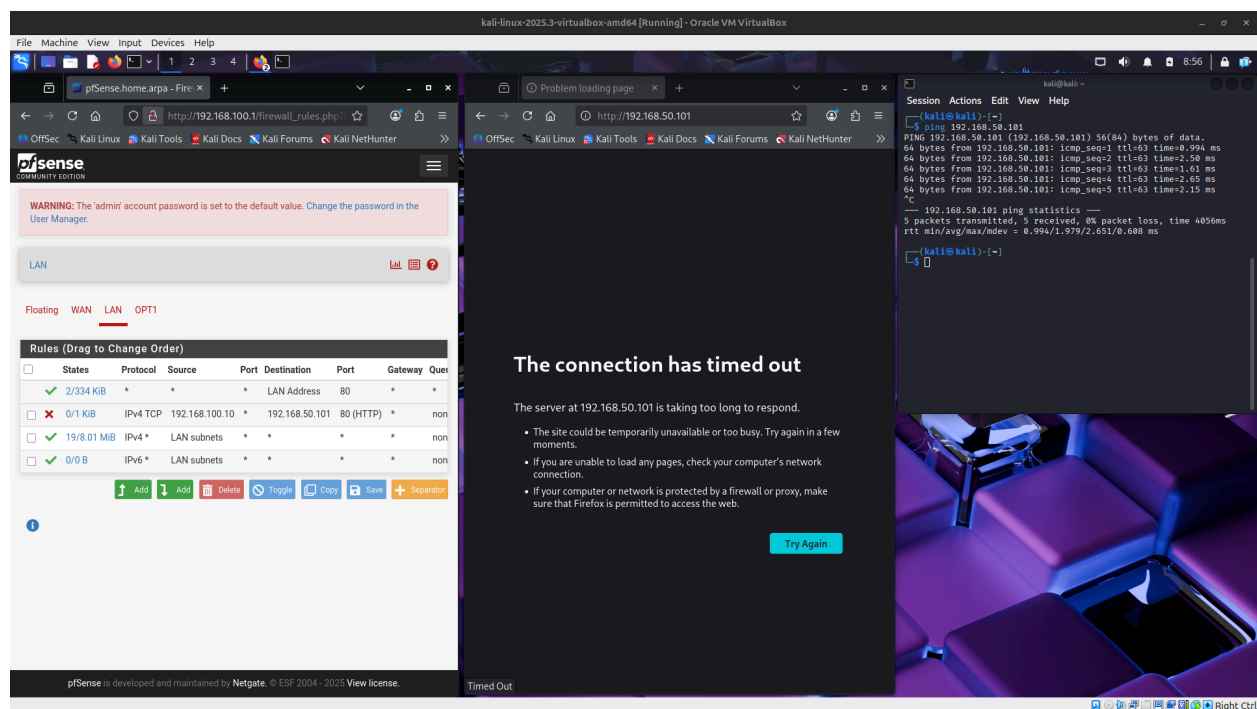 kali-linux-2025.3-virtualbox-amd64 [Running] - Oracle VM VirtualBox
File Machine View Input Devices Help
1 2 3 4
8:56
pfSense.home.arpa - Fire
http://192.168.100.1/firewall_rules.php?i
OffSec Kali Linux Kali Tools Kali Docs Kali Forums Kali NetHunter
pfsense
COMMUNITY EDITION
WARNING: The 'admin' account password is set to the default value. Change the password in the
User Manager.
LAN
Floating WAN LAN OPT1
Rules (Drag to Change Order)
States Protocol Source Port Destination Port Gateway Queu
2/334 KiB * * * LAN Address 80 * *
0/1 KiB IPv4 TCP 192.168.100.10 * 192.168.50.101 80 (HTTP) * non
19/8.01 MiB IPv4 * LAN subnets * * * * non
0/0 B IPv6 * LAN subnets * * * * non
Add Add Delete Toggle Copy Save Separator
pfSense is developed and maintained by Netgate. © ESF 2004 - 2025 View license.
Problem loading page
http://192.168.50.101
OffSec Kali Linux Kali Tools Kali Docs Kali Forums Kali NetHunter
The connection has timed out
The server at 192.168.50.101 is taking too long to respond.
• The site could be temporarily unavailable or too busy. Try again in a few
moments.
• If you are unable to load any pages, check your computer's network
connection.
• If your computer or network is protected by a firewall or proxy, make
sure that Firefox is permitted to access the web.
Try Again
Timed Out
kali@kali: ~
Session Actions Edit View Help
┌──(kali㉿kali)-[~]
└─$ ping 192.168.50.101
PING 192.168.50.101 (192.168.50.101) 56(84) bytes of data.
64 bytes from 192.168.50.101: icmp_seq=1 ttl=63 time=0.994 ms
64 bytes from 192.168.50.101: icmp_seq=2 ttl=63 time=2.50 ms
64 bytes from 192.168.50.101: icmp_seq=3 ttl=63 time=1.61 ms
64 bytes from 192.168.50.101: icmp_seq=4 ttl=63 time=2.65 ms
64 bytes from 192.168.50.101: icmp_seq=5 ttl=63 time=2.15 ms
^C
--- 192.168.50.101 ping statistics ---
5 packets transmitted, 5 received, 0% packet loss, time 4056ms
rtt min/avg/max/mdev = 0.994/1.979/2.651/0.608 ms
┌──(kali㉿kali)-[~]
└─$
Right Ctrl